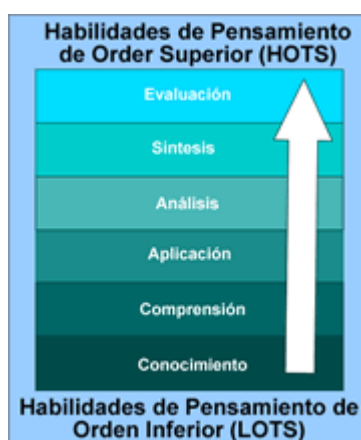 Habilidades de Pensamiento
de Order Superior (HOTS)
Evaluación
Sintesis
Análisis
Aplicación
Comprensión
Conocimiento
Habilidades de Pensamiento de
Orden Inferior (LOTS)